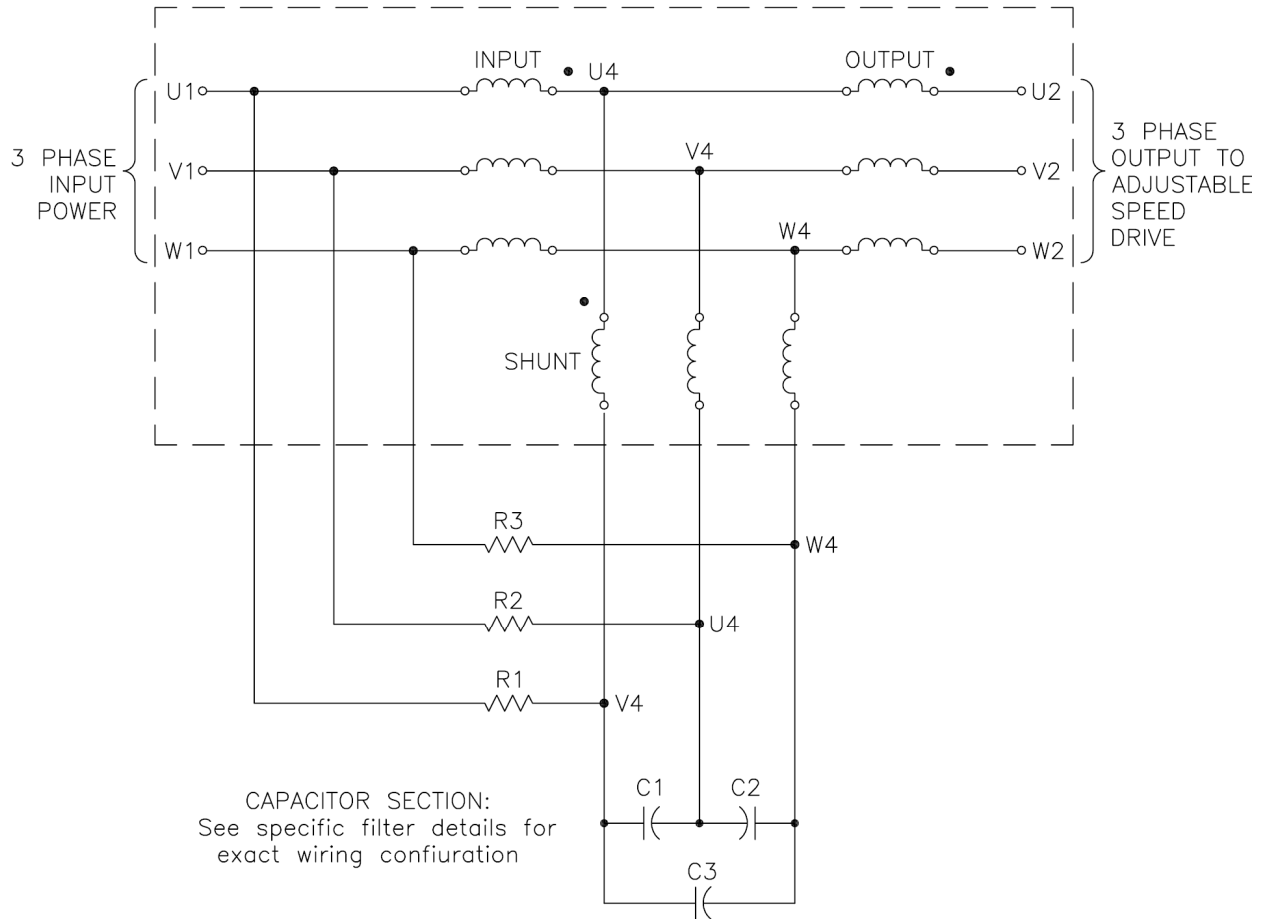 INPUT
U4
OUTPUT
U1
U2
3 PHASE
INPUT
POWER
V4
V1
V2
3 PHASE
OUTPUT TO
ADJUSTABLE
SPEED
DRIVE
W4
W1
W2
SHUNT
R3
W4
R2
U4
R1
V4
C1
C2
CAPACITOR SECTION:
See specific filter details for
exact wiring confiuration
C3